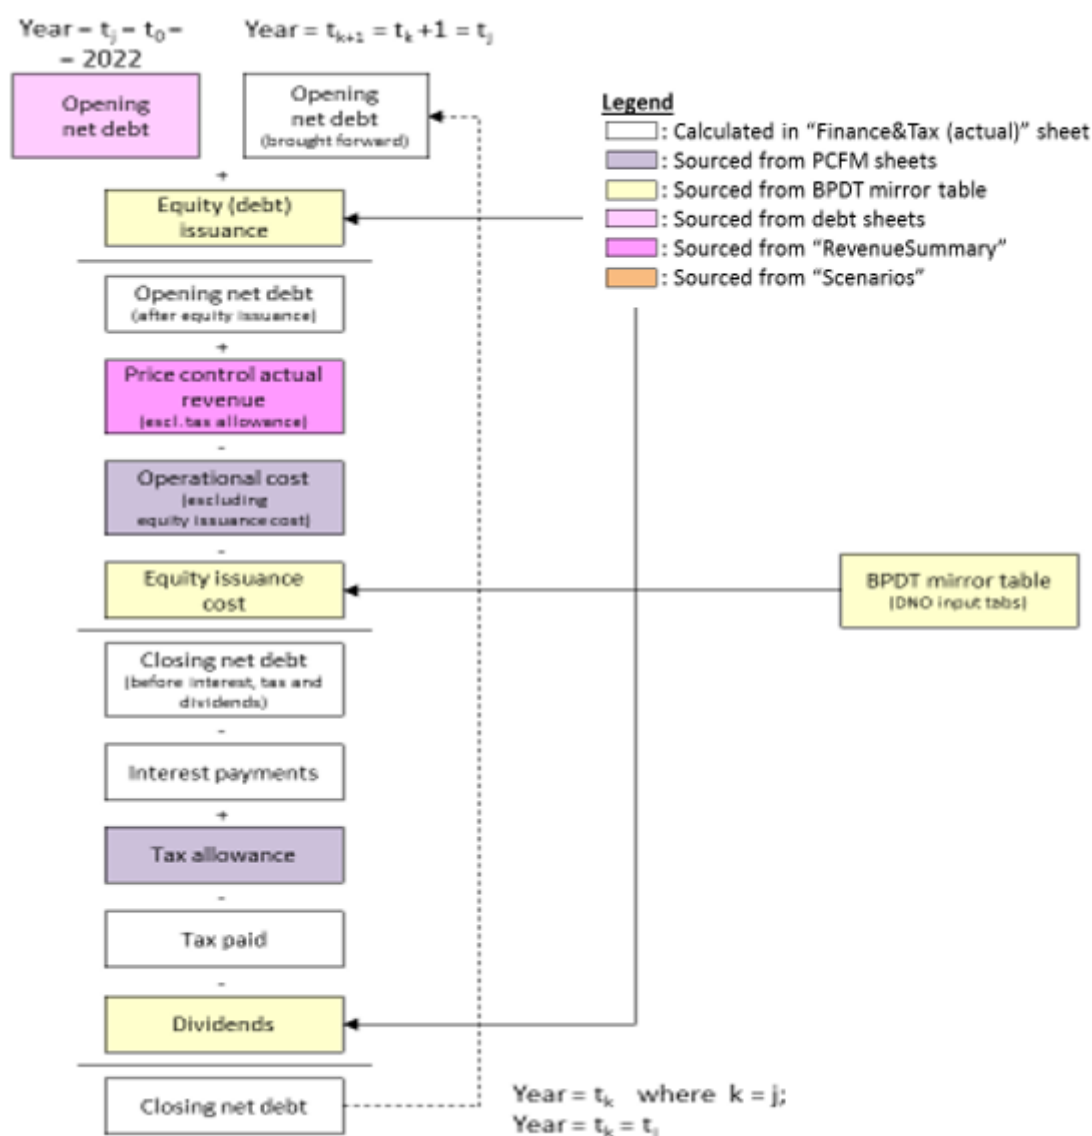 Year = tj = t0 =
= 2022
Year = tk+1 = tk +1 = tj
Opening
net debt
Opening
net debt
(brought forward)
+
Equity (debt)
issuance
Opening net debt
(after equity issuance)
+
Price control actual
revenue
(excl.tax allowance)
-
Operational cost
(excluding
equity issuance cost)
-
Equity issuance
cost
Closing net debt
(before interest, tax and
dividends)
-
Interest payments
+
Tax allowance
-
Tax paid
-
Dividends
Closing net debt
Legend
: Calculated in “Finance&Tax (actual)” sheet
: Sourced from PCFM sheets
: Sourced from BPDT mirror table
: Sourced from debt sheets
: Sourced from “RevenueSummary”
: Sourced from “Scenarios”
BPDT mirror table
(DNO input tabs)
Year = tk where k = j;
Year = tk = tj